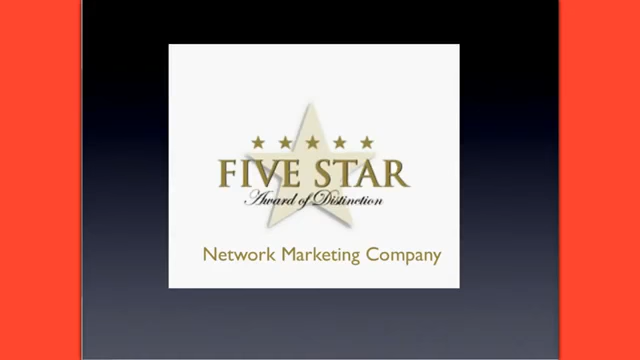 FIVE STAR
Award of Distinction
Network Marketing Company